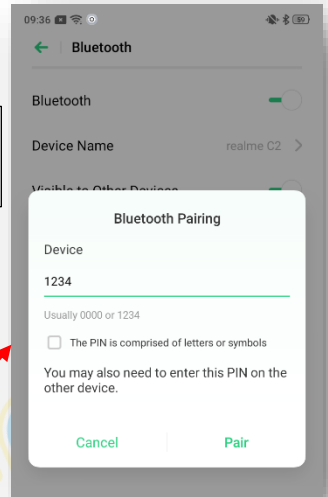 09:36
89
Bluetooth
Bluetooth
Device Name realme C2
Visible to Other Devices
Bluetooth Pairing
Device
1234
Usually 0000 or 1234
The PIN is comprised of letters or symbols
You may also need to enter this PIN on the
other device.
Cancel Pair